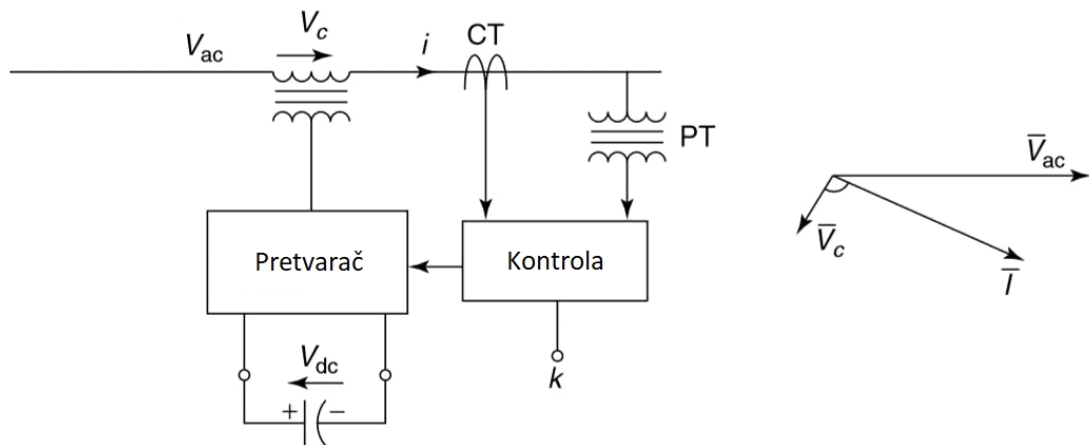 V_c
V_ac
i
CT
PT
Pretvarač
Kontrola
V_dc
+ −
k
V̅_ac
V̅_c
I̅